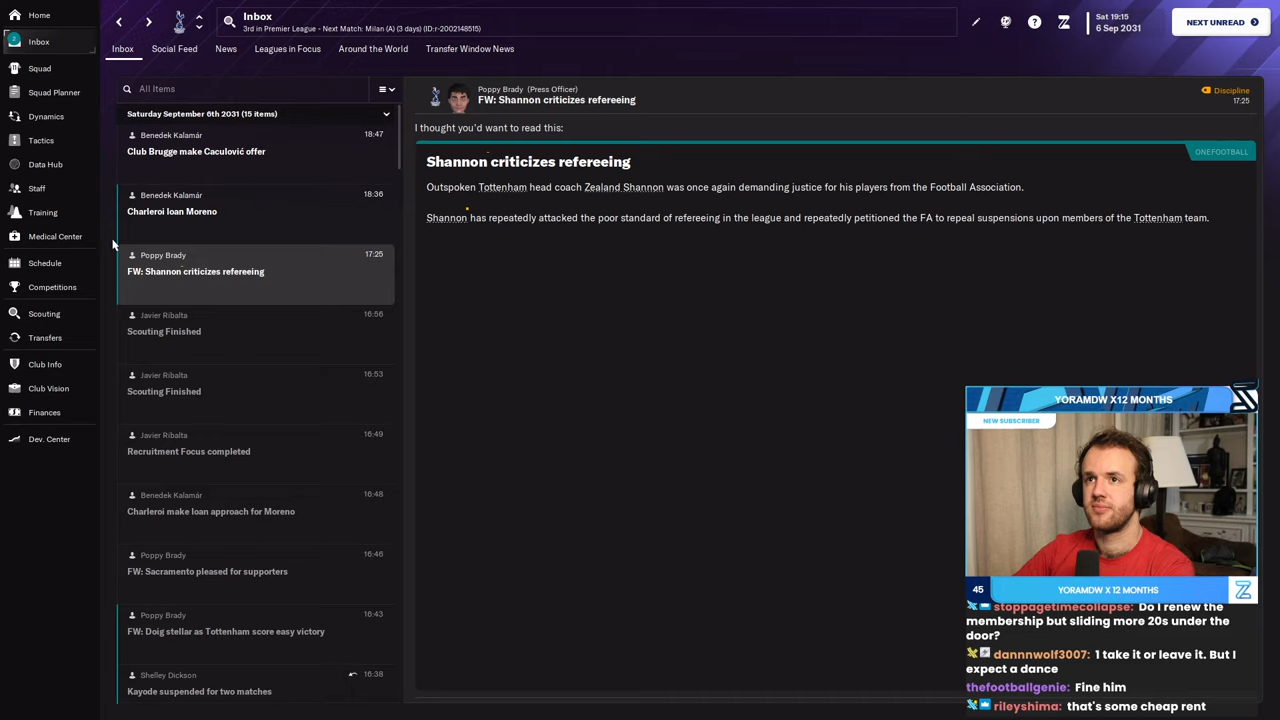 Home
2
Inbox
Squad
Squad Planner
Dynamics
Tactics
Data Hub
Staff
Training
Medical Center
Schedule
Competitions
Scouting
Transfers
Club Info
Club Vision
Finances
Dev. Center
Inbox
3rd in Premier League - Next Match: Milan (A) (3 days) (ID:r-2002148515)
Sat 19:15
6 Sep 2031
NEXT UNREAD
Inbox
Social Feed
News
Leagues in Focus
Around the World
Transfer Window News
All Items
Saturday September 6th 2031 (15 items)
Benedek Kalamár
18:47
Club Brugge make Caculović offer
Benedek Kalamár
18:36
Charleroi loan Moreno
Poppy Brady
17:25
FW: Shannon criticizes refereeing
Javier Ribalta
16:56
Scouting Finished
Javier Ribalta
16:53
Scouting Finished
Javier Ribalta
16:49
Recruitment Focus completed
Benedek Kalamár
16:48
Charleroi make loan approach for Moreno
Poppy Brady
16:46
FW: Sacramento pleased for supporters
Poppy Brady
16:43
FW: Doig stellar as Tottenham score easy victory
Shelley Dickson
16:38
Kayode suspended for two matches
Poppy Brady (Press Officer)
FW: Shannon criticizes refereeing
Discipline
17:25
I thought you'd want to read this:
ONEFOOTBALL
Shannon criticizes refereeing
Outspoken Tottenham head coach Zealand Shannon was once again demanding justice for his players from the Football Association.
Shannon has repeatedly attacked the poor standard of refereeing in the league and repeatedly petitioned the FA to repeal suspensions upon members of the Tottenham team.
YORAMDW X12 MONTHS
NEW SUBSCRIBER
45
YORAMDW X 12 MONTHS
Z
stoppagetimecollapse: Do I renew the
membership but sliding more 20s under the
door?
dannnwolf3007: 1 take it or leave it. But I
expect a dance
thefootballgenie: Fine him
rileyshima: that's some cheap rent